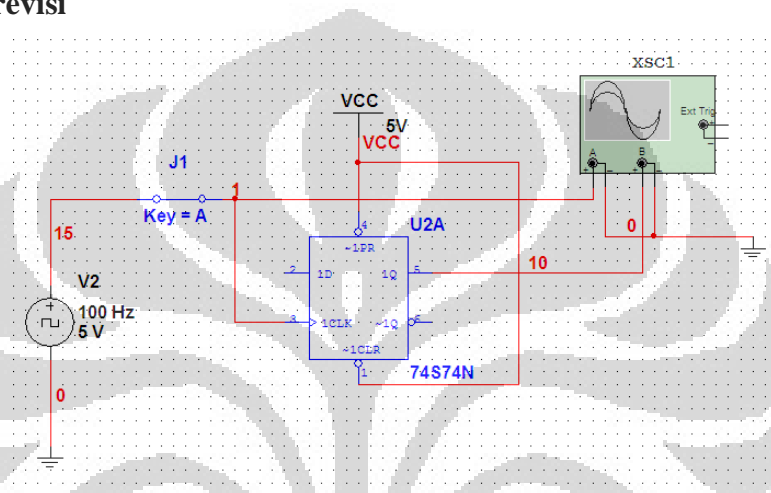 revisi
XSC1
VCC
5V
VCC
Ext Trig
+
-
A
B
+ - + -
J1
1
Key = A
15
4
U2A
~1PR
0
2
1D
1Q
5
10
V2
+
100 Hz
5 V
3
1CLK
~1Q
6
~1CLR
1
74S74N
0